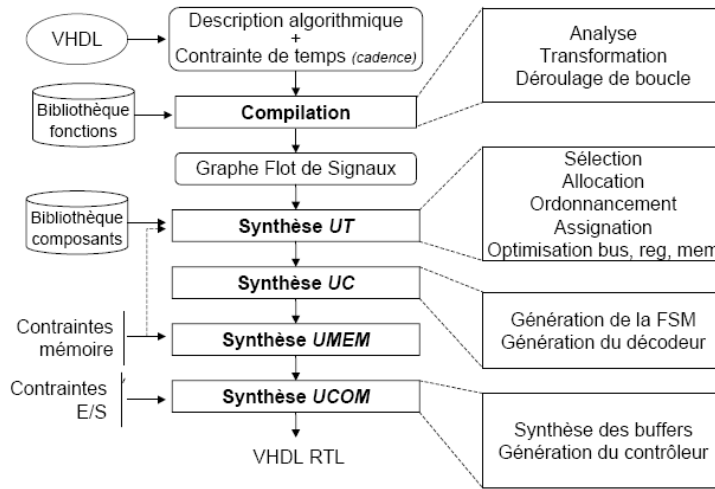 VHDL
Description algorithmique
+
Contrainte de temps (cadence)
Analyse
Transformation
Déroulage de boucle
Bibliothèque
fonctions
Compilation
Graphe Flot de Signaux
Bibliothèque
composants
Synthèse UT
Sélection
Allocation
Ordonnancement
Assignation
Optimisation bus, reg, mem
Synthèse UC
Génération de la FSM
Génération du décodeur
Contraintes
mémoire
Synthèse UMEM
Contraintes
E/S
Synthèse UCOM
Synthèse des buffers
Génération du contrôleur
VHDL RTL